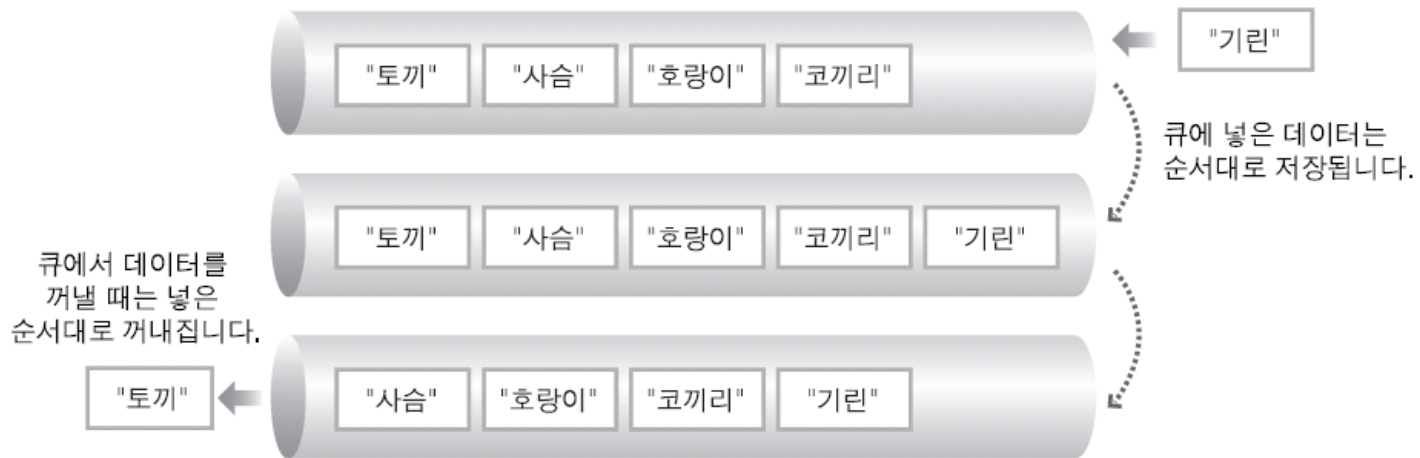 "토끼" "사슴" "호랑이" "코끼리"
"기린"
큐에 넣은 데이터는
순서대로 저장됩니다.
"토끼" "사슴" "호랑이" "코끼리" "기린"
큐에서 데이터를
꺼낼 때는 넣은
순서대로 꺼내집니다.
"토끼"
"사슴" "호랑이" "코끼리" "기린"